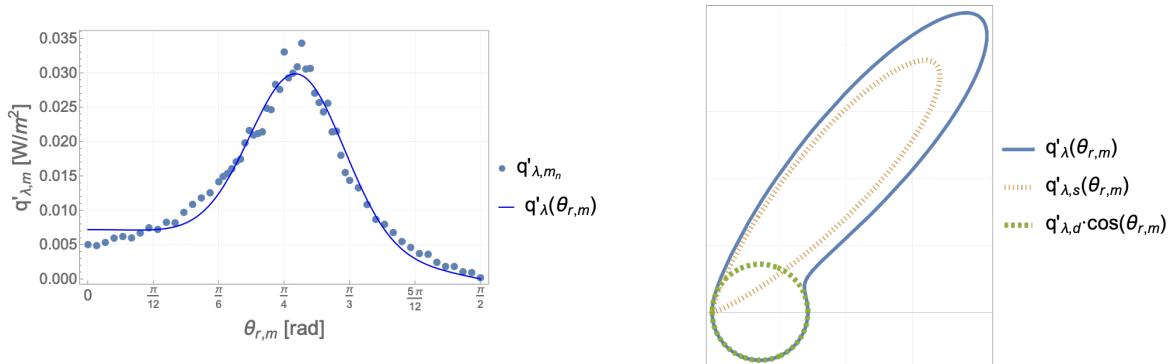 0.035
0.030
0.025
0.020
0.015
0.010
0.005
0.000
q'λ,m [W/m²]
0
π/12
π/6
π/4
π/3
5π/12
π/2
θr,m [rad]
q'λ,mn
q'λ(θr,m)
q'λ(θr,m)
q'λ,s(θr,m)
q'λ,d·cos(θr,m)